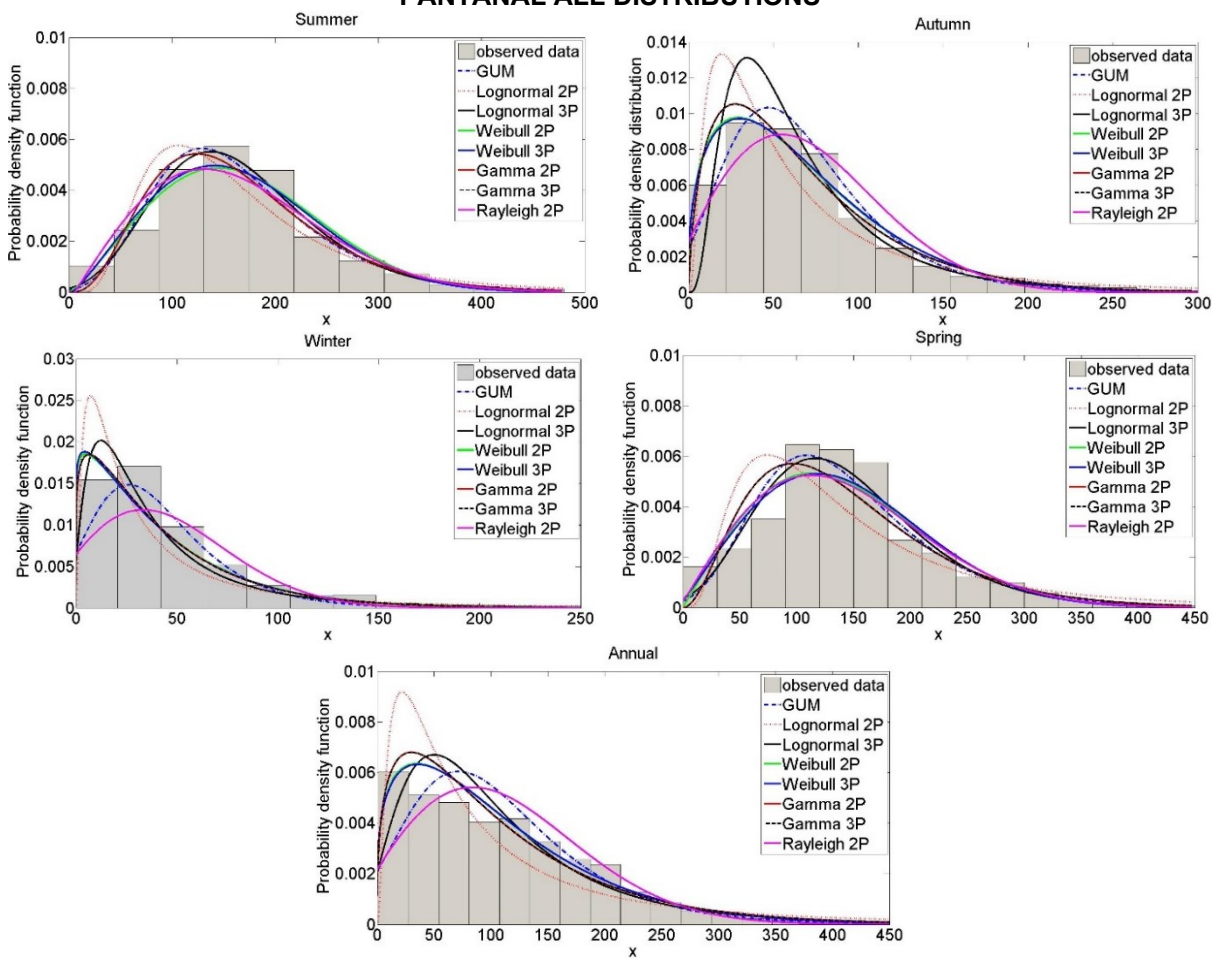 PANTANAL ALL DISTRIBUTIONS
Summer
Probability density function
0.01
0.008
0.006
0.004
0.002
0
0 100 200 300 400 500
x
observed data
GUM
Lognormal 2P
Lognormal 3P
Weibull 2P
Weibull 3P
Gamma 2P
Gamma 3P
Rayleigh 2P
Autumn
Probability density distribution
0.014
0.012
0.01
0.008
0.006
0.004
0.002
0
0 50 100 150 200 300
x
observed data
GUM
Lognormal 2P
Lognormal 3P
Weibull 2P
Weibull 3P
Gamma 2P
Gamma 3P
Rayleigh 2P
Winter
Probability density function
0.03
0.025
0.02
0.015
0.01
0.005
0
0 50 100 150 200 250
x
observed data
GUM
Lognormal 2P
Lognormal 3P
Weibull 2P
Weibull 3P
Gamma 2P
Gamma 3P
Rayleigh 2P
Spring
Probability density function
0.01
0.008
0.006
0.004
0.002
0
0 50 100 150 200 250 300 350 400 450
x
observed data
GUM
Lognormal 2P
Lognormal 3P
Weibull 2P
Weibull 3P
Gamma 2P
Gamma 3P
Rayleigh 2P
Annual
Probability density function
0.01
0.008
0.006
0.004
0.002
0
0 50 100 150 200 250 300 350 400 450
x
observed data
GUM
Lognormal 2P
Lognormal 3P
Weibull 2P
Weibull 3P
Gamma 2P
Gamma 3P
Rayleigh 2P